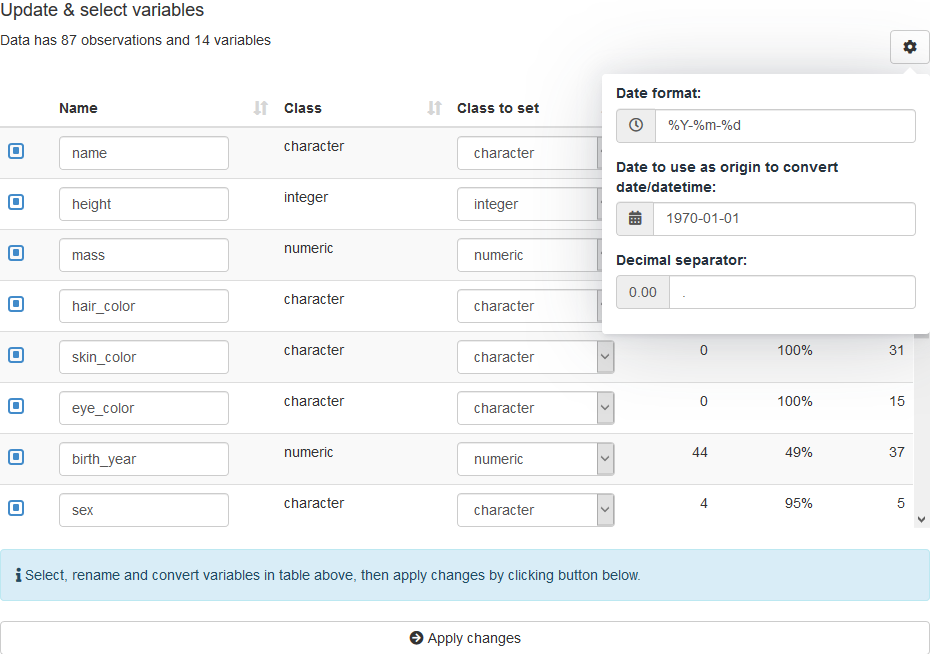 Update & select variables
Data has 87 observations and 14 variables
Name Class Class to set
Date format:
%Y-%m-%d
Date to use as origin to convert
date/datetime:
1970-01-01
Decimal separator:
0.00 .
name character character
height integer integer
mass numeric numeric
hair_color character character
skin_color character character 0 100% 31
eye_color character character 0 100% 15
birth_year numeric numeric 44 49% 37
sex character character 4 95% 5
Select, rename and convert variables in table above, then apply changes by clicking button below.
Apply changes